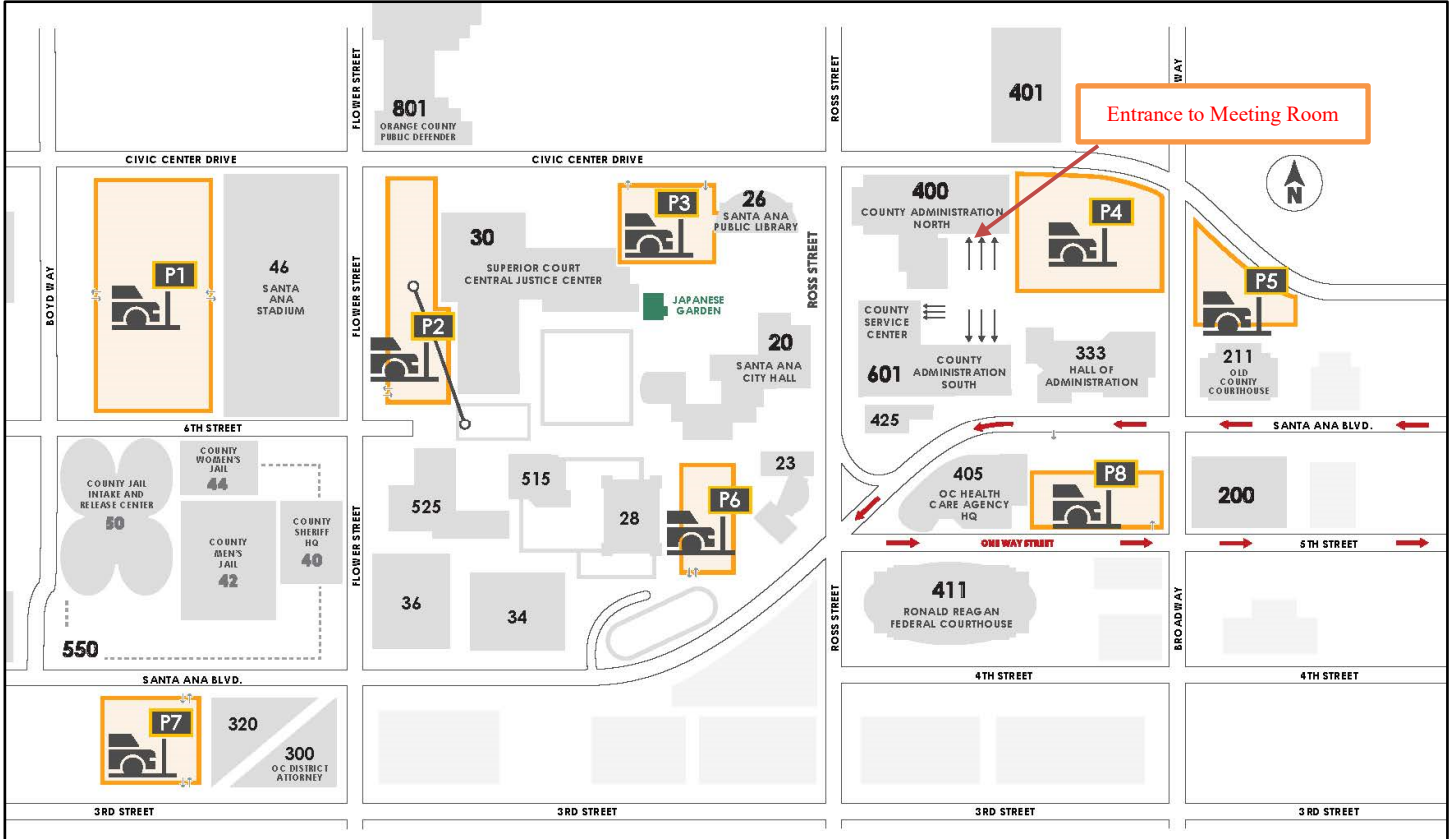 FLOWER STREET
801
ORANGE COUNTY
PUBLIC DEFENDER
ROSS STREET
401
WAY
Entrance to Meeting Room
CIVIC CENTER DRIVE
CIVIC CENTER DRIVE
N
BOYD WAY
P1
46
SANTA
ANA
STADIUM
FLOWER STREET
P2
30
SUPERIOR COURT
CENTRAL JUSTICE CENTER
P3
26
SANTA ANA
PUBLIC LIBRARY
JAPANESE
GARDEN
ROSS STREET
20
SANTA ANA
CITY HALL
400
COUNTY ADMINISTRATION
NORTH
P4
P5
COUNTY
SERVICE
CENTER
601
COUNTY
ADMINISTRATION
SOUTH
333
HALL OF
ADMINISTRATION
211
OLD
COUNTY
COURTHOUSE
425
6TH STREET
SANTA ANA BLVD.
COUNTY JAIL
INTAKE AND
RELEASE CENTER
50
COUNTY
WOMEN'S
JAIL
44
COUNTY
MEN'S
JAIL
42
COUNTY
SHERIFF
HQ
40
550
FLOWER STREET
525
515
28
P6
23
36
34
405
OC HEALTH
CARE AGENCY
HQ
P8
200
ONE WAY STREET
5TH STREET
ROSS STREET
411
RONALD REAGAN
FEDERAL COURTHOUSE
BROADWAY
SANTA ANA BLVD.
4TH STREET
4TH STREET
P7
320
300
OC DISTRICT
ATTORNEY
3RD STREET
3RD STREET
3RD STREET
3RD STREET